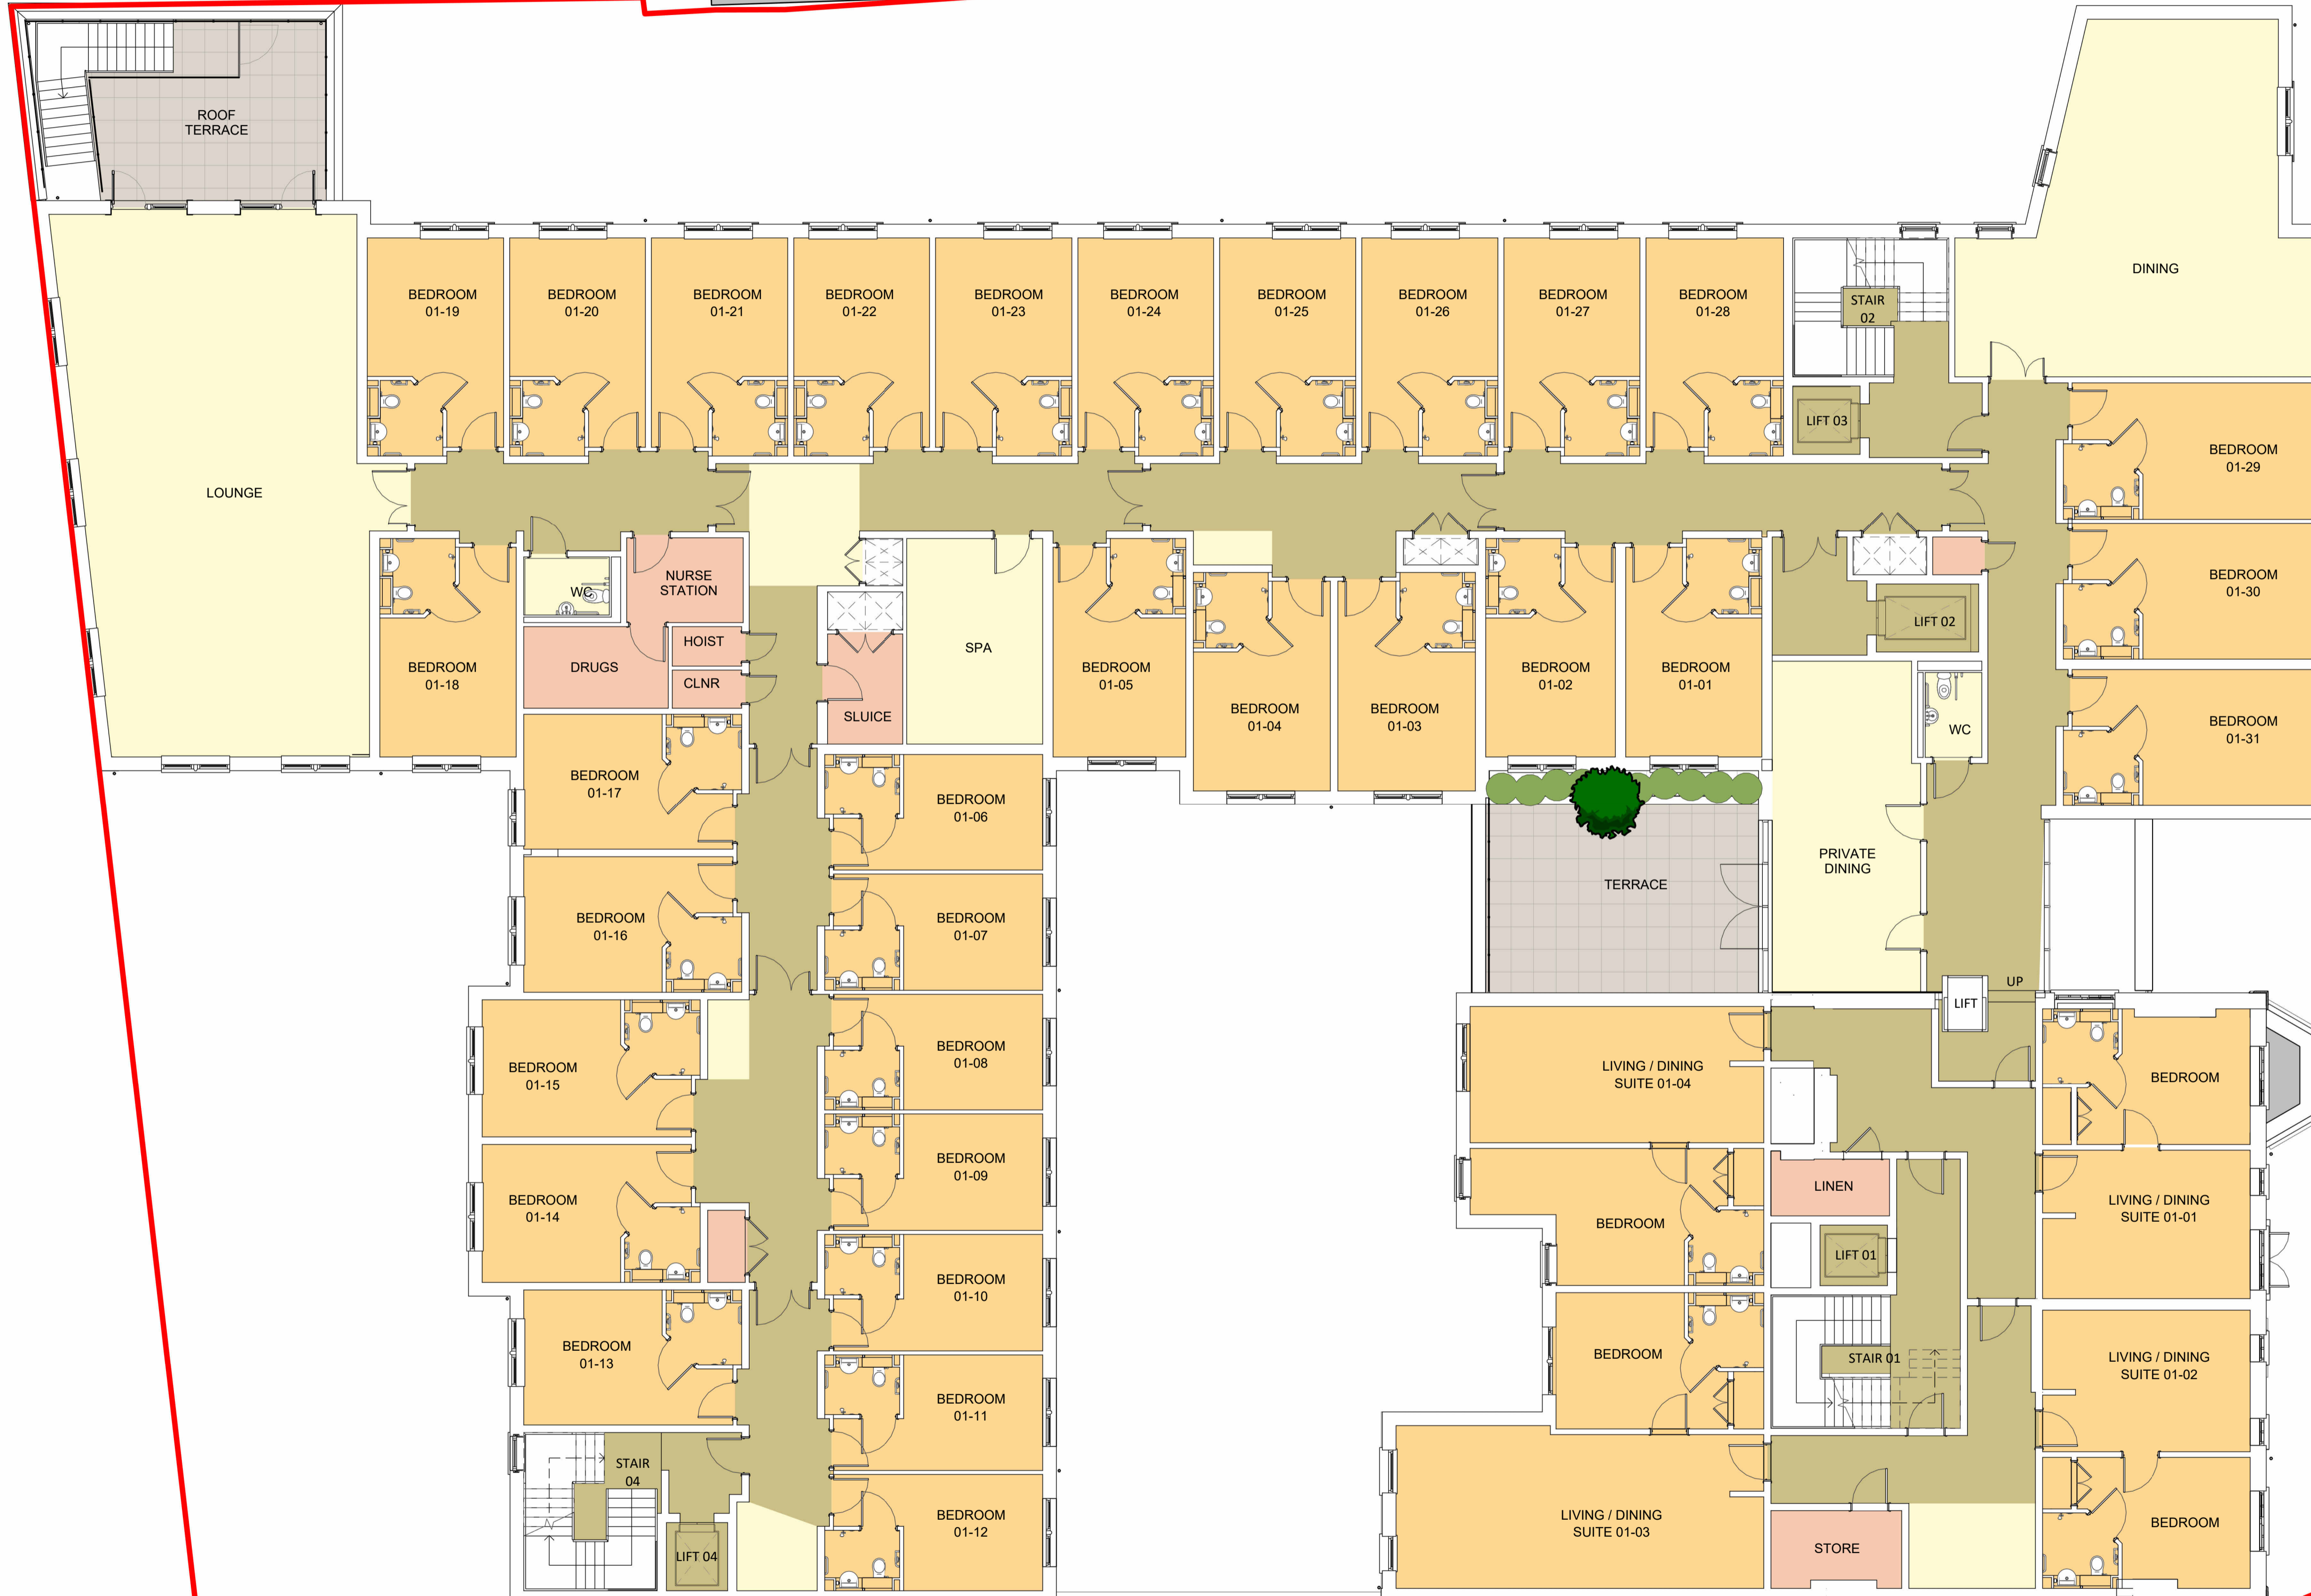 ROOF
TERRACE
DINING
STAIR
02
BEDROOM
01-19
BEDROOM
01-20
BEDROOM
01-21
BEDROOM
01-22
BEDROOM
01-23
BEDROOM
01-24
BEDROOM
01-25
BEDROOM
01-26
BEDROOM
01-27
BEDROOM
01-28
LIFT 03
BEDROOM
01-29
LOUNGE
NURSE
STATION
WC
HOIST
DRUGS
CLNR
SLUICE
SPA
BEDROOM
01-18
BEDROOM
01-05
BEDROOM
01-04
BEDROOM
01-03
BEDROOM
01-02
BEDROOM
01-01
LIFT 02
BEDROOM
01-30
WC
BEDROOM
01-31
BEDROOM
01-17
BEDROOM
01-06
BEDROOM
01-16
BEDROOM
01-07
TERRACE
PRIVATE
DINING
UP
LIFT
BEDROOM
01-15
BEDROOM
01-08
LIVING / DINING
SUITE 01-04
BEDROOM
BEDROOM
01-14
BEDROOM
01-09
LINEN
LIVING / DINING
SUITE 01-01
BEDROOM
LIFT 01
BEDROOM
01-10
BEDROOM
01-13
BEDROOM
STAIR 01
LIVING / DINING
SUITE 01-02
BEDROOM
01-11
STAIR
04
BEDROOM
01-12
LIVING / DINING
SUITE 01-03
BEDROOM
STORE
LIFT 04